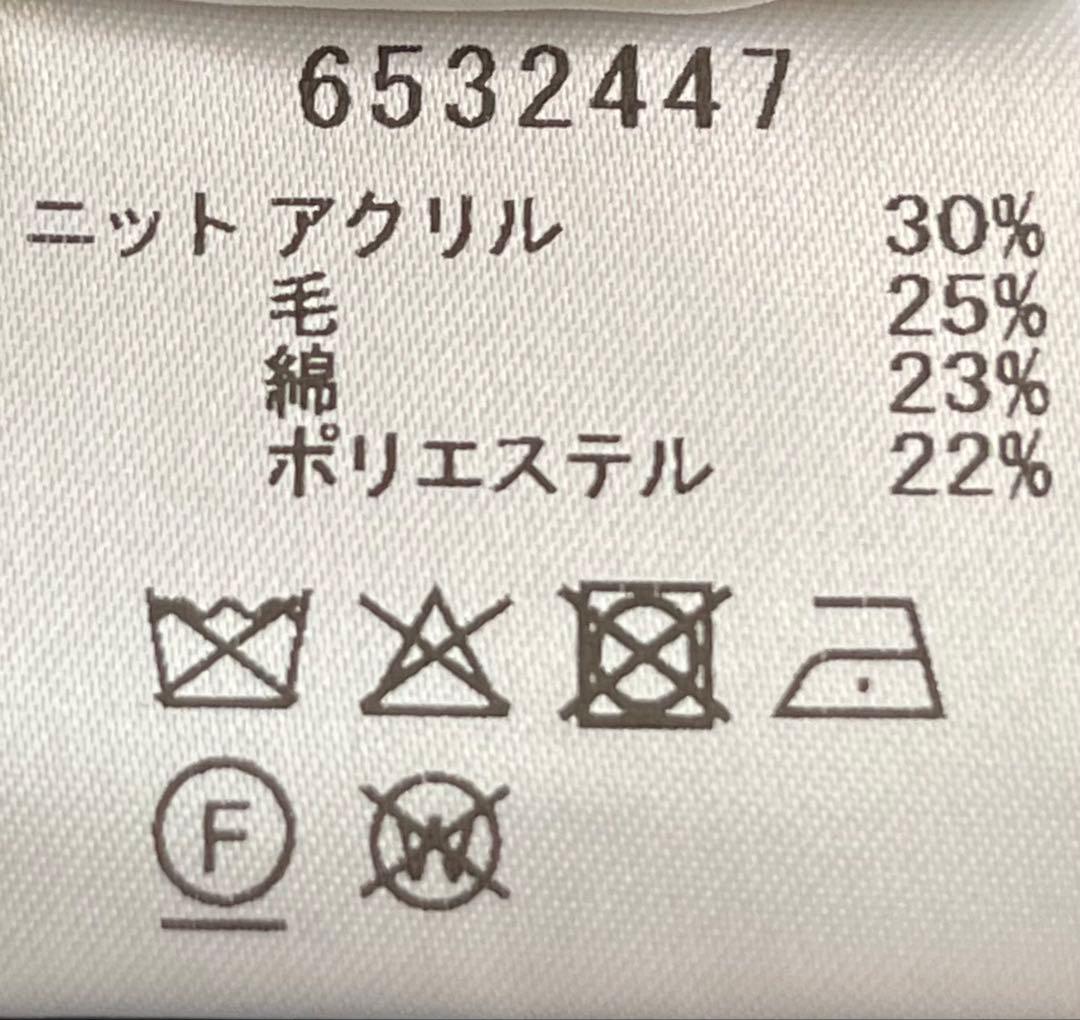 6532447
ニット アクリル 30%
毛 25%
綿 23%
ポリエステル 22%
F W